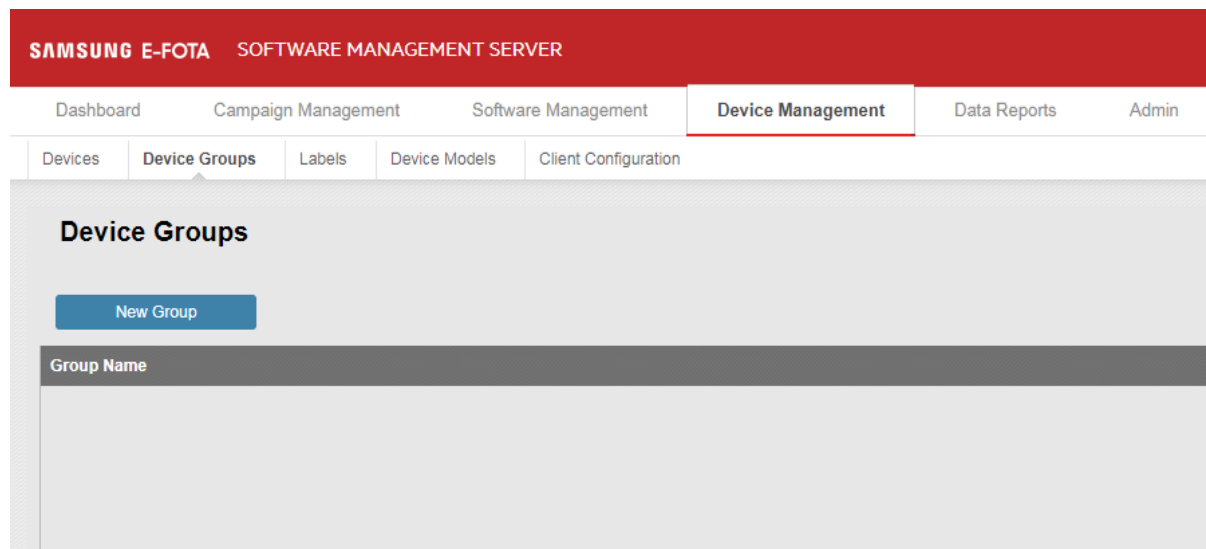 SAMSUNG E-FOTA SOFTWARE MANAGEMENT SERVER
Dashboard Campaign Management Software Management Device Management Data Reports Admin
Devices Device Groups Labels Device Models Client Configuration
Device Groups
New Group
Group Name